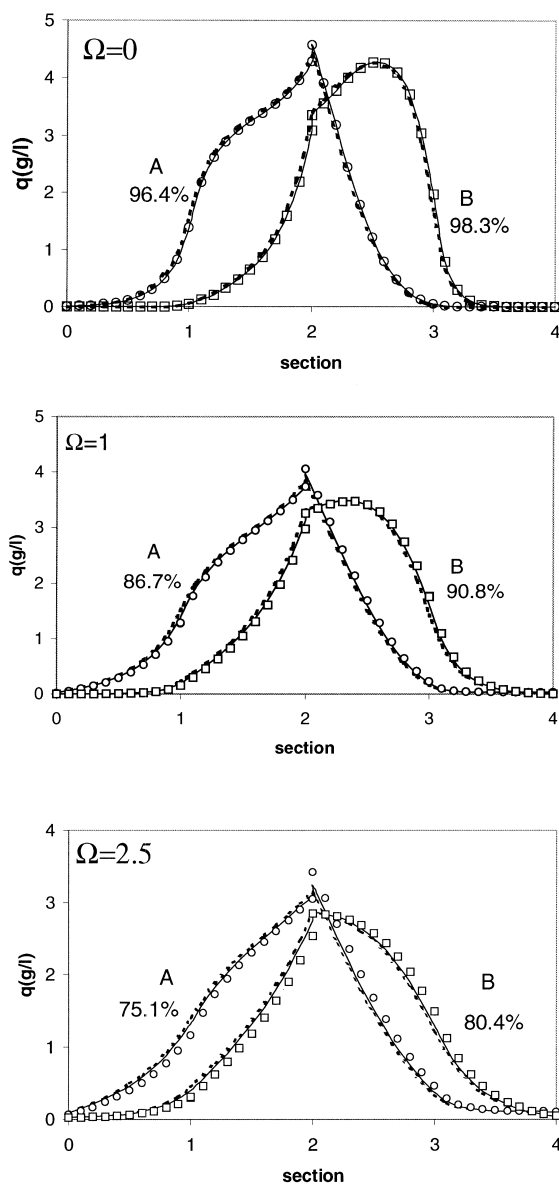 Ω=0
5
4
3
2
1
0
q(g/l)
A
96.4%
B
98.3%
0 1 2 3 4
section
Ω=1
5
4
3
2
1
0
q(g/l)
A
86.7%
B
90.8%
0 1 2 3 4
section
Ω=2.5
4
3
2
1
0
q(g/l)
A
75.1%
B
80.4%
0 1 2 3 4
section